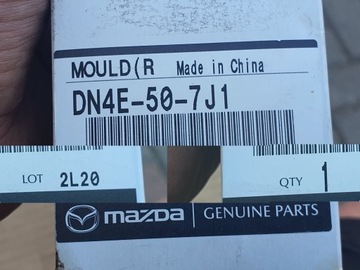 MOULD(R Made in China
DN4E-50-7J1
LOT 2L20
QTY 1
mazda GENUINE PARTS